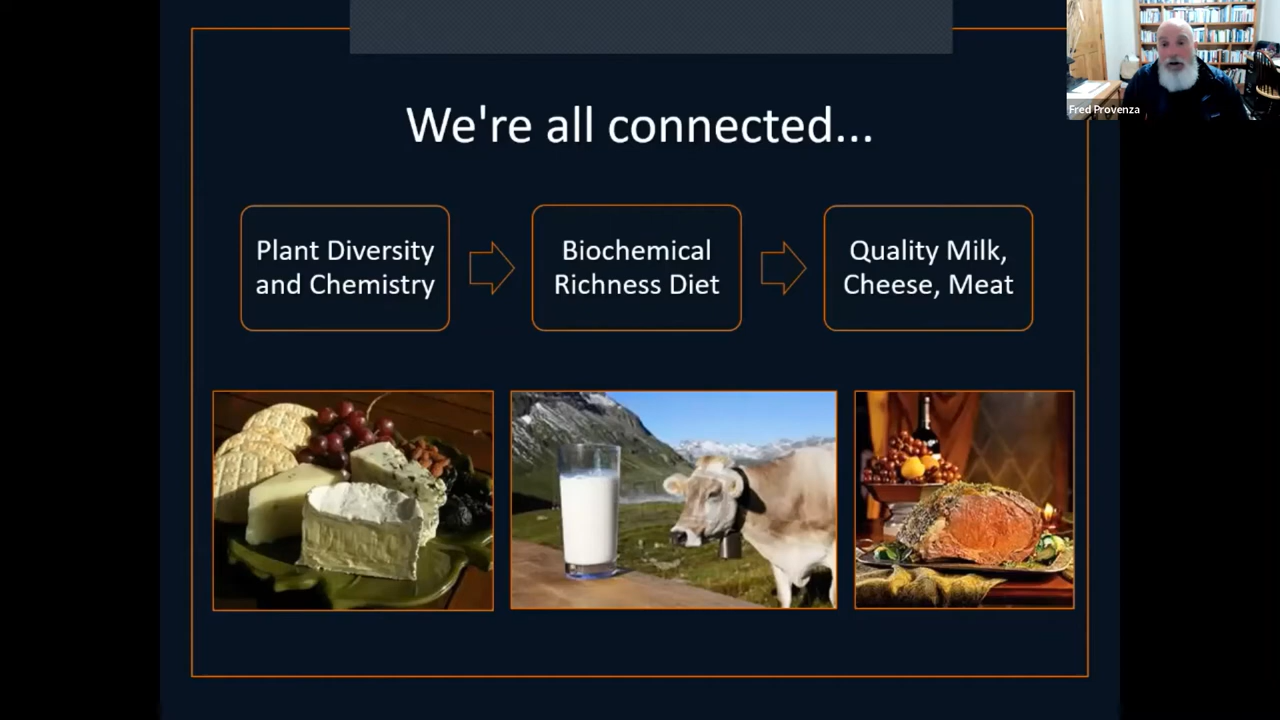 Fred Provenza
We're all connected...
Plant Diversity
and Chemistry
Biochemical
Richness Diet
Quality Milk,
Cheese, Meat